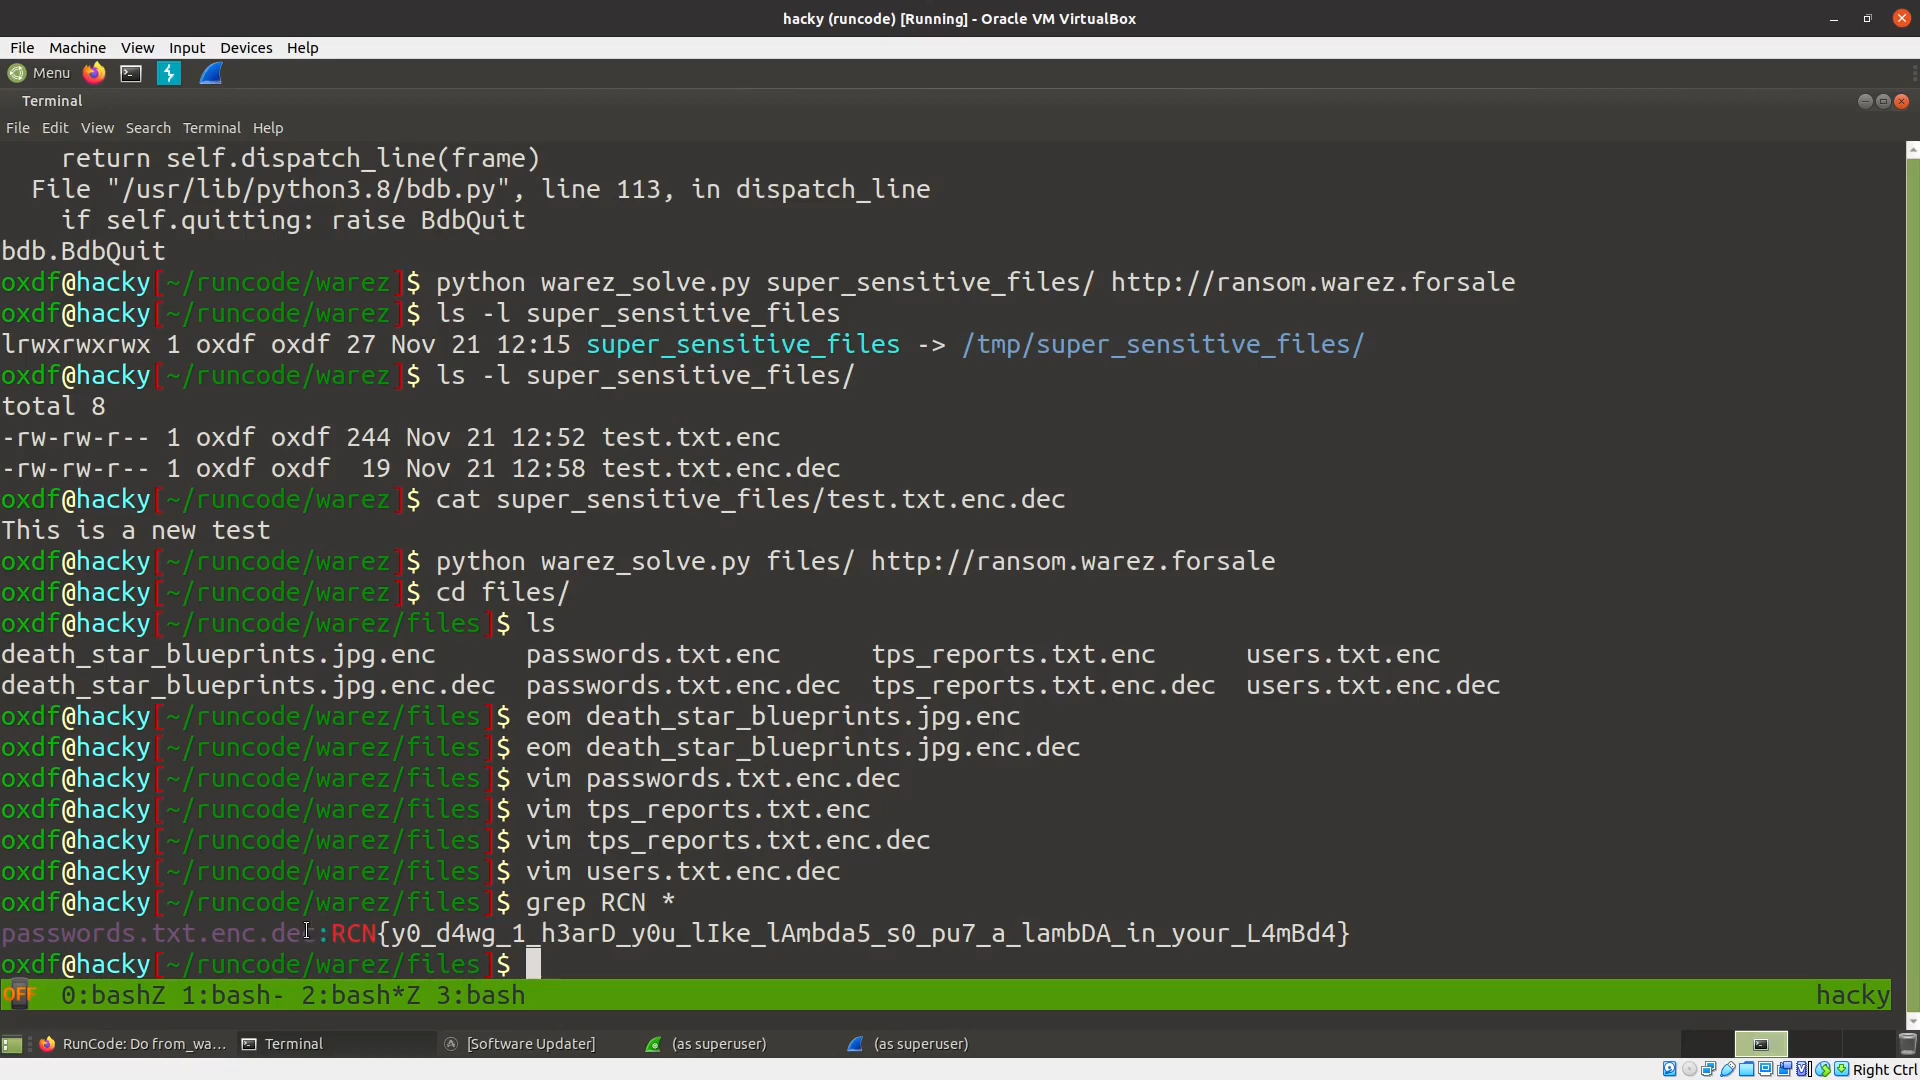 hacky (runcode) [Running] - Oracle VM VirtualBox
File Machine View Input Devices Help
Menu
Terminal
File Edit View Search Terminal Help
    return self.dispatch_line(frame)
  File "/usr/lib/python3.8/bdb.py", line 113, in dispatch_line
    if self.quitting: raise BdbQuit
bdb.BdbQuit
oxdf@hacky[~/runcode/warez]$ python warez_solve.py super_sensitive_files/ http://ransom.warez.forsale
oxdf@hacky[~/runcode/warez]$ ls -l super_sensitive_files
lrwxrwxrwx 1 oxdf oxdf 27 Nov 21 12:15 super_sensitive_files -> /tmp/super_sensitive_files/
oxdf@hacky[~/runcode/warez]$ ls -l super_sensitive_files/
total 8
-rw-rw-r-- 1 oxdf oxdf 244 Nov 21 12:52 test.txt.enc
-rw-rw-r-- 1 oxdf oxdf  19 Nov 21 12:58 test.txt.enc.dec
oxdf@hacky[~/runcode/warez]$ cat super_sensitive_files/test.txt.enc.dec
This is a new test
oxdf@hacky[~/runcode/warez]$ python warez_solve.py files/ http://ransom.warez.forsale
oxdf@hacky[~/runcode/warez]$ cd files/
oxdf@hacky[~/runcode/warez/files]$ ls
death_star_blueprints.jpg.enc      passwords.txt.enc      tps_reports.txt.enc      users.txt.enc
death_star_blueprints.jpg.enc.dec  passwords.txt.enc.dec  tps_reports.txt.enc.dec  users.txt.enc.dec
oxdf@hacky[~/runcode/warez/files]$ eom death_star_blueprints.jpg.enc
oxdf@hacky[~/runcode/warez/files]$ eom death_star_blueprints.jpg.enc.dec
oxdf@hacky[~/runcode/warez/files]$ vim passwords.txt.enc.dec
oxdf@hacky[~/runcode/warez/files]$ vim tps_reports.txt.enc
oxdf@hacky[~/runcode/warez/files]$ vim tps_reports.txt.enc.dec
oxdf@hacky[~/runcode/warez/files]$ vim users.txt.enc.dec
oxdf@hacky[~/runcode/warez/files]$ grep RCN *
passwords.txt.enc.dec:RCN{y0_d4wg_1_h3arD_y0u_lIke_lAmbda5_s0_pu7_a_lambDA_in_your_L4mBd4}
oxdf@hacky[~/runcode/warez/files]$
OFF 0:bashZ 1:bash- 2:bash*Z 3:bash hacky
RunCode: Do from_wa... Terminal [Software Updater] (as superuser) (as superuser)
Right Ctrl